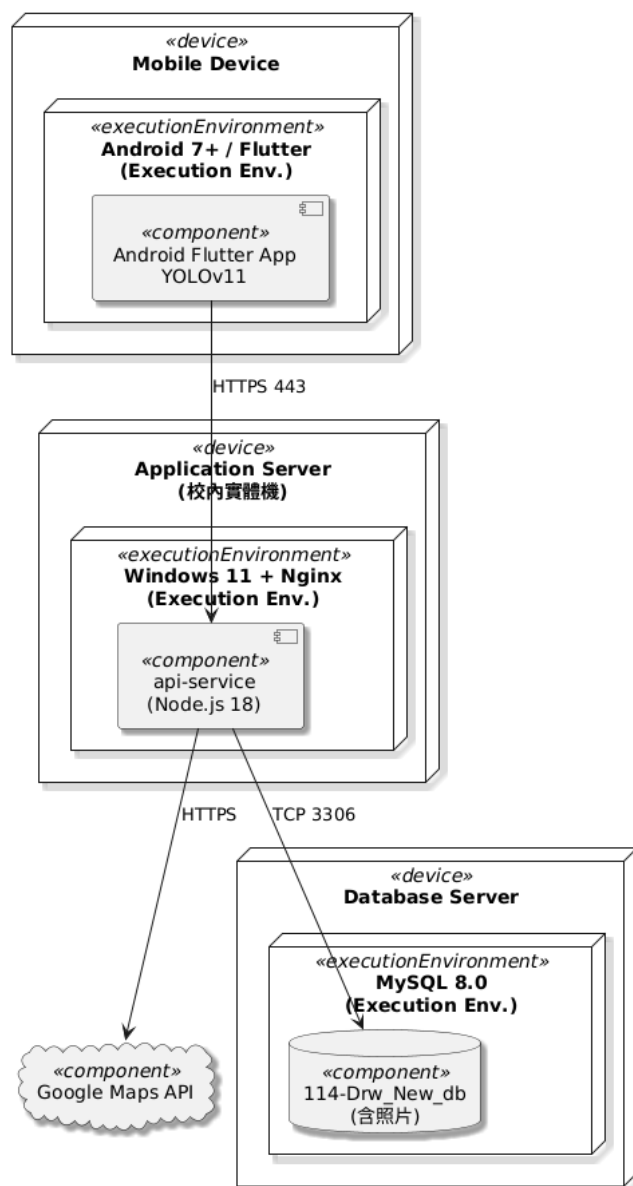 «device»
Mobile Device
«executionEnvironment»
Android 7+ / Flutter
(Execution Env.)
«component»
Android Flutter App
YOLOv11
HTTPS 443
«device»
Application Server
(校內實體機)
«executionEnvironment»
Windows 11 + Nginx
(Execution Env.)
«component»
api-service
(Node.js 18)
HTTPS
TCP 3306
«device»
Database Server
«executionEnvironment»
MySQL 8.0
(Execution Env.)
«component»
Google Maps API
«component»
114-Drw_New_db
(含照片)